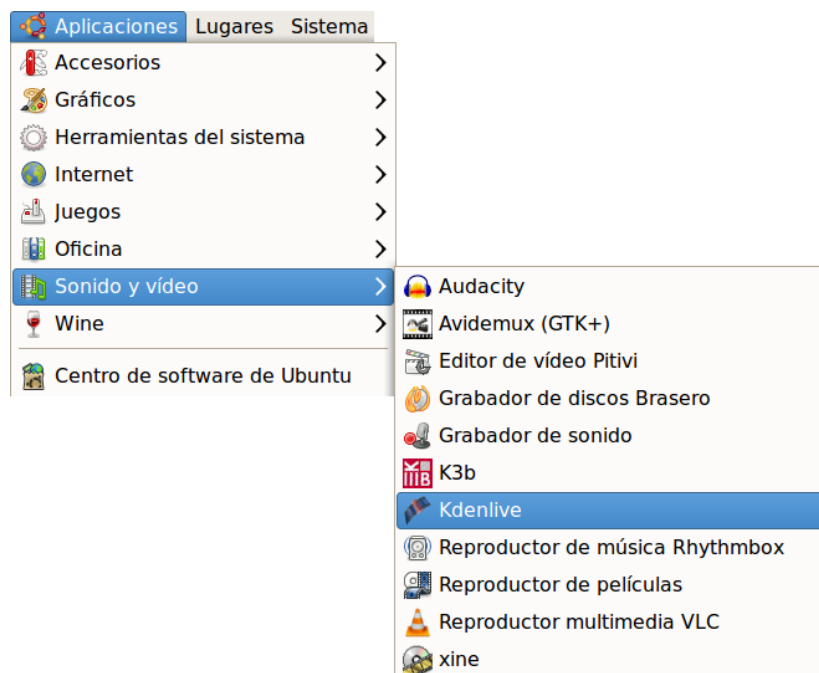 Aplicaciones Lugares Sistema
Accesorios
Gráficos
Herramientas del sistema
Internet
Juegos
Oficina
Sonido y vídeo
Wine
Centro de software de Ubuntu
Audacity
Avidemux (GTK+)
Editor de vídeo Pitivi
Grabador de discos Brasero
Grabador de sonido
K3b
Kdenlive
Reproductor de música Rhythmbox
Reproductor de películas
Reproductor multimedia VLC
xine